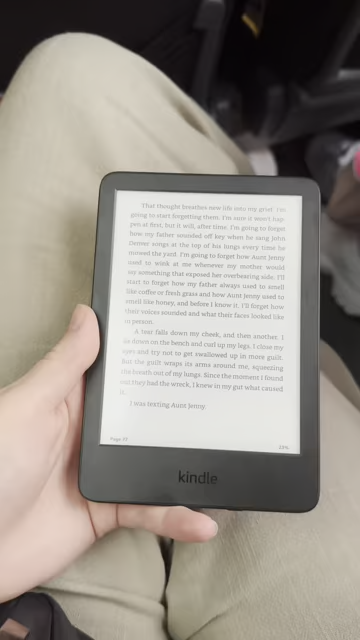 That thought breathes new life into my grief. I'm
going to start forgetting them. I'm sure it won't hap-
pen at first, but it will, after time. I'm going to forget
how my father sounded off key when he sang John
Denver songs at the top of his lungs every time he
mowed the yard. I'm going to forget how Aunt Jenny
used to wink at me whenever my mother would
say something that exposed her overbearing side. I'll
start to forget how my father always used to smell
like coffee or fresh grass and how Aunt Jenny used to
smell like honey, and before I know it, I'll forget how
their voices sounded and what their faces looked like
in person.
A tear falls down my cheek, and then another. I
lie down on the bench and curl up my legs. I close my
eyes and try not to get swallowed up in more guilt.
But the guilt wraps its arms around me, squeezing
the breath out of my lungs. Since the moment I found
out they had the wreck, I knew in my gut what caused
it.
I was texting Aunt Jenny.
Page 85
23%
kindle